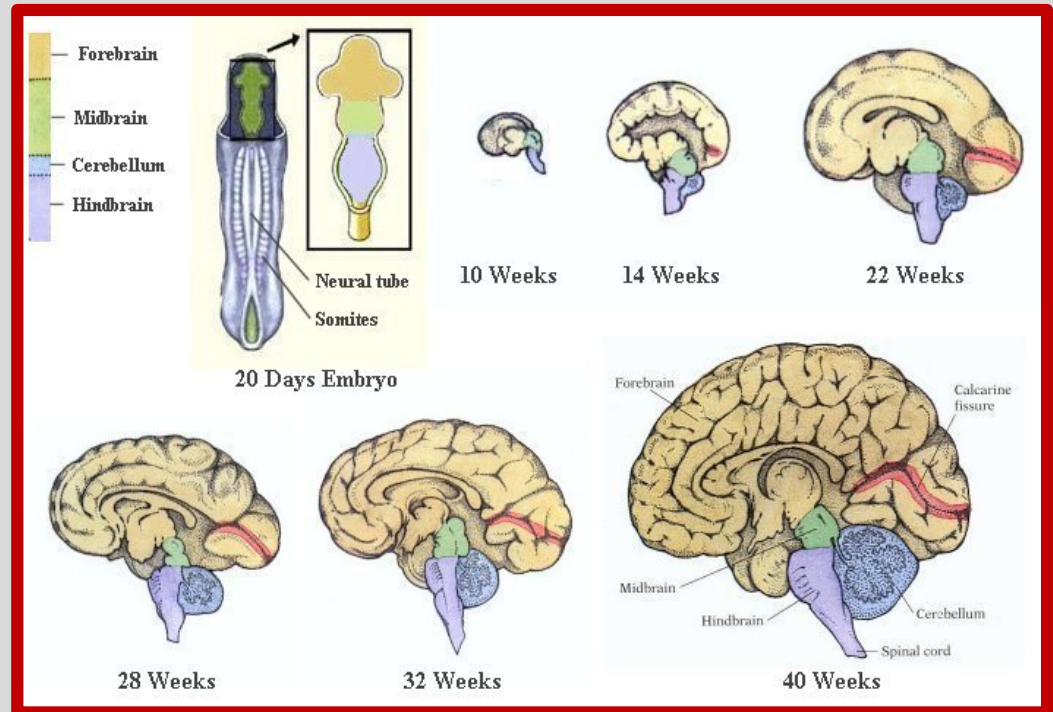 Forebrain
Midbrain
Cerebellum
Hindbrain
Neural tube
Somites
20 Days Embryo
10 Weeks
14 Weeks
22 Weeks
28 Weeks
32 Weeks
Forebrain
Calcarine
fissure
Midbrain
Hindbrain
Cerebellum
Spinal cord
40 Weeks